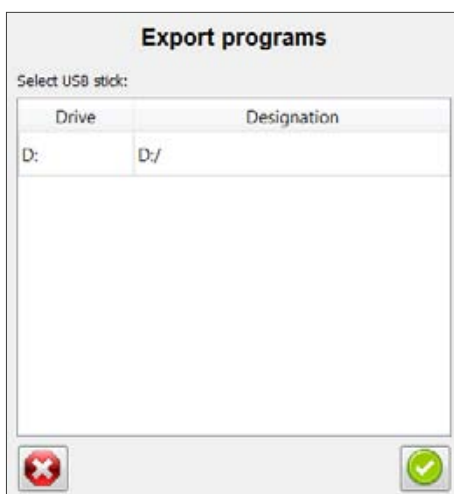 Export programs
Select USB stick:
Drive Designation
D: D:/